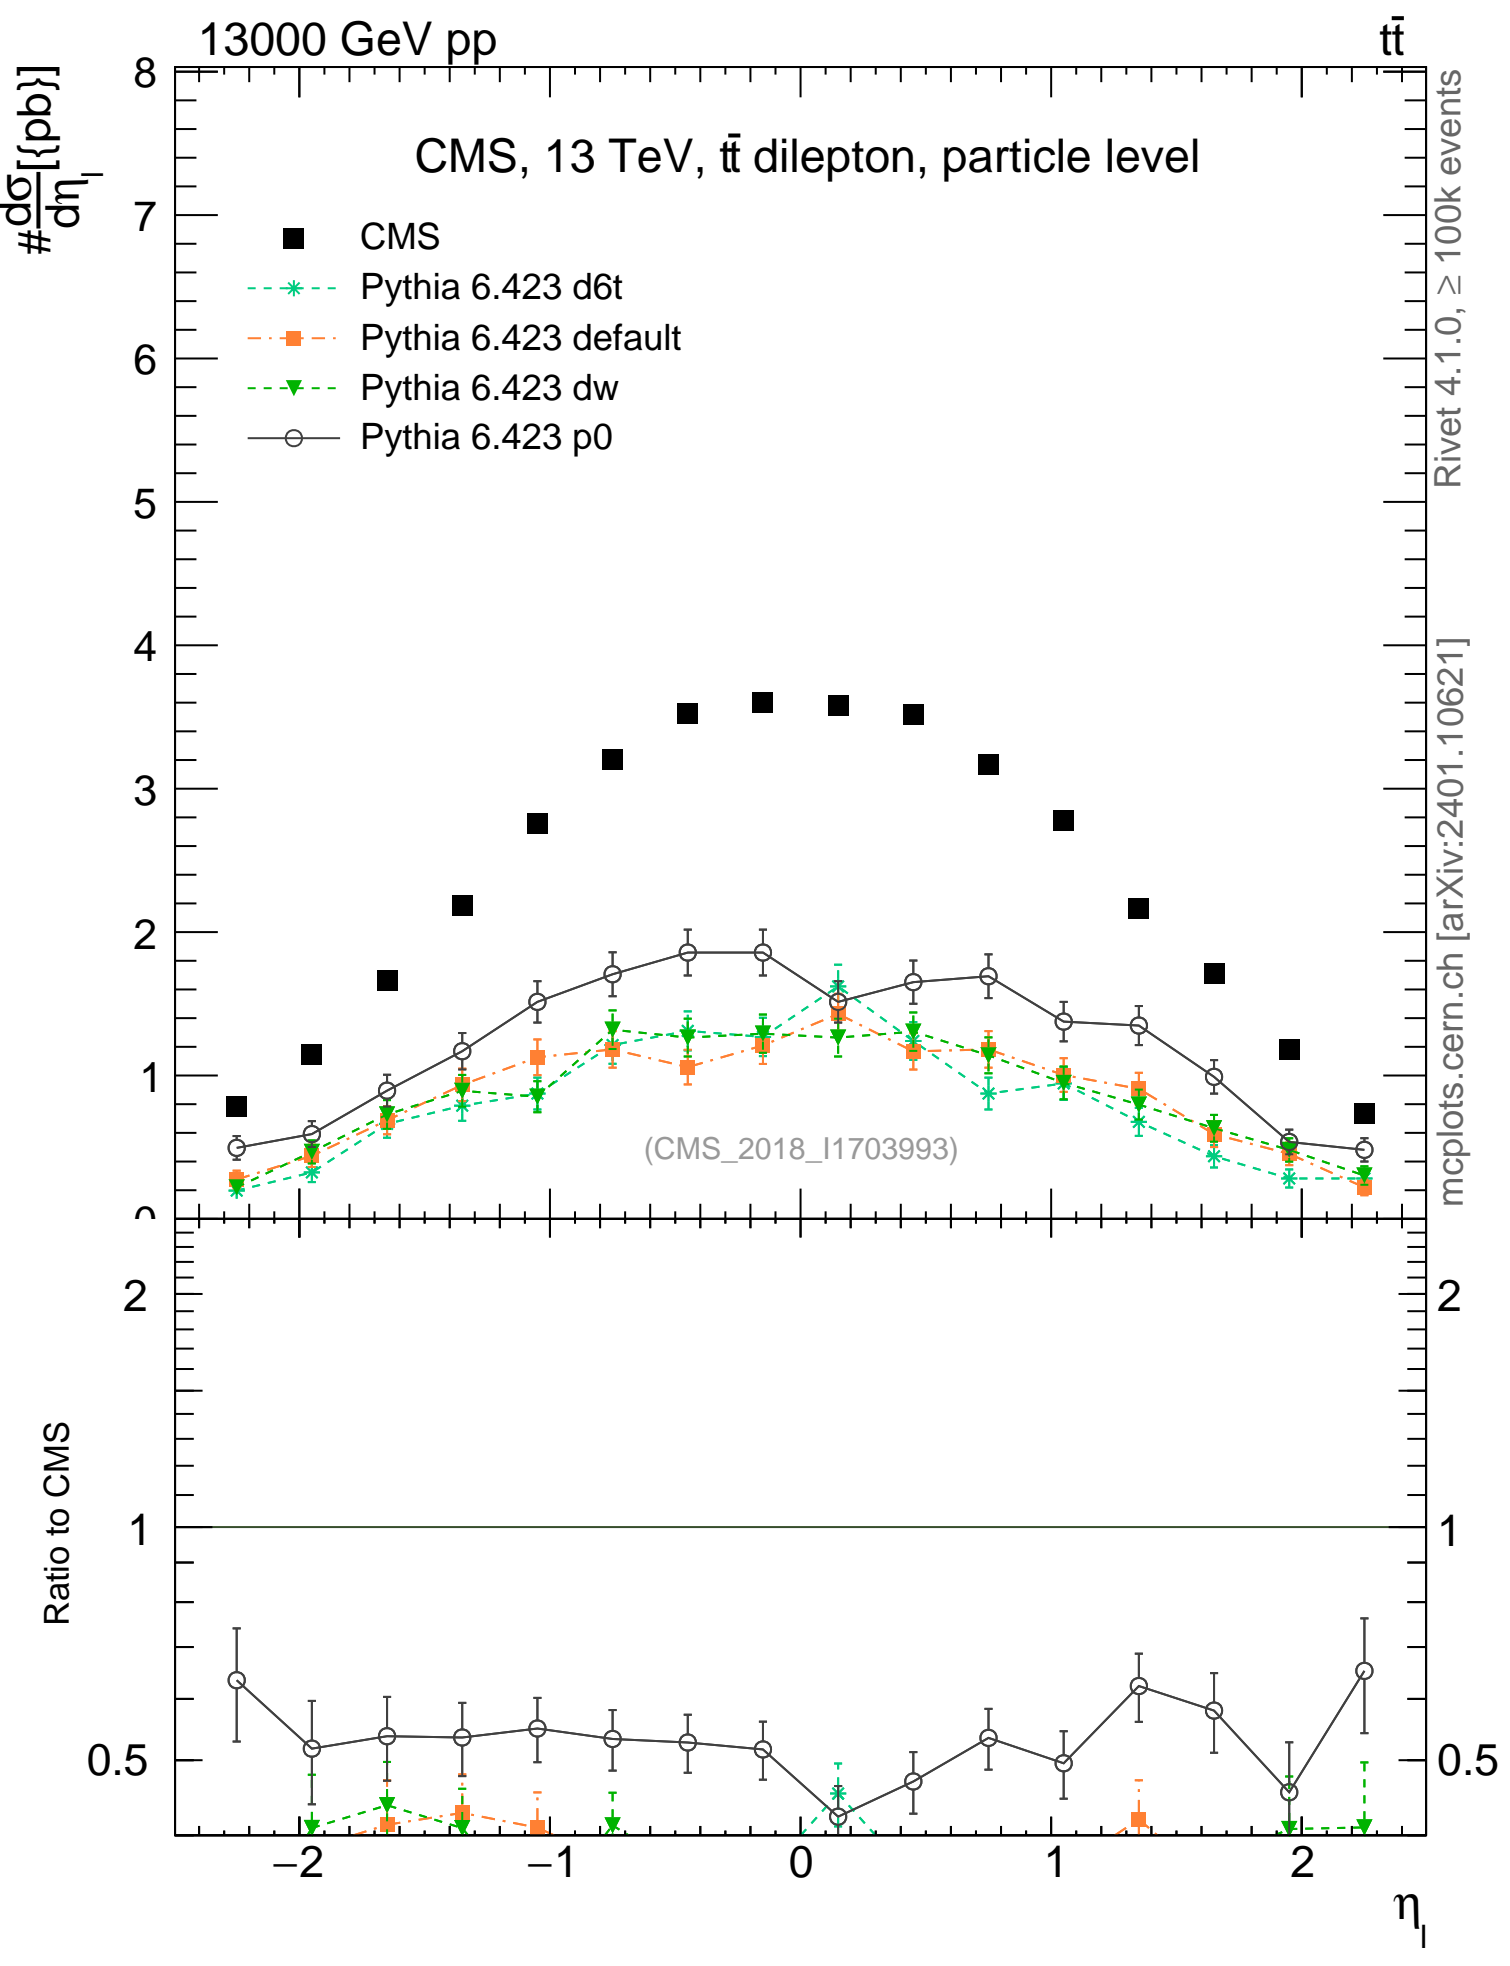 13000 GeV pp
tt̄
#dσ/dη_l [{pb}]
CMS, 13 TeV, tt̄ dilepton, particle level
CMS
Pythia 6.423 d6t
Pythia 6.423 default
Pythia 6.423 dw
Pythia 6.423 p0
8
7
6
5
4
3
2
1
0
(CMS_2018_I1703993)
Rivet 4.1.0, ≥ 100k events
mcplots.cern.ch [arXiv:2401.10621]
Ratio to CMS
2
1
0.5
2
1
0.5
−2
−1
0
1
2
η_l